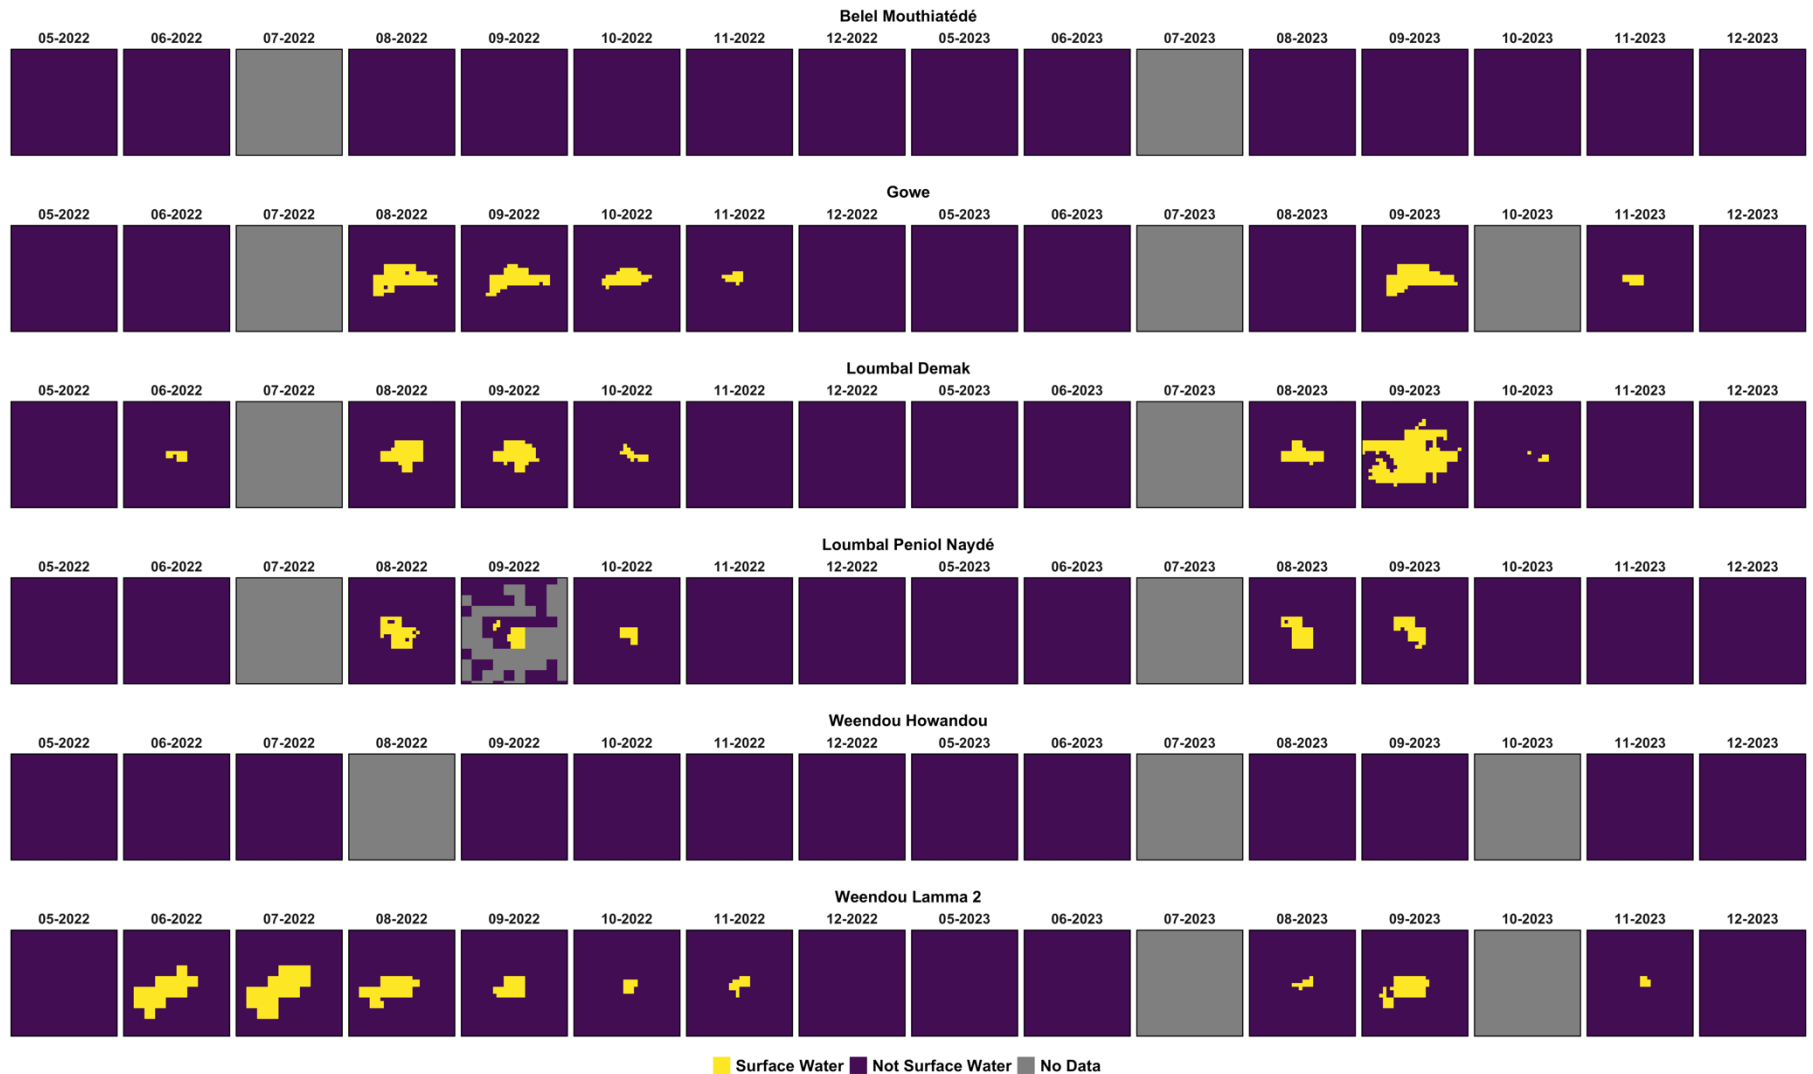 Belel Mouthiatédé
05-2022 06-2022 07-2022 08-2022 09-2022 10-2022 11-2022 12-2022 05-2023 06-2023 07-2023 08-2023 09-2023 10-2023 11-2023 12-2023
Gowe
05-2022 06-2022 07-2022 08-2022 09-2022 10-2022 11-2022 12-2022 05-2023 06-2023 07-2023 08-2023 09-2023 10-2023 11-2023 12-2023
Loumbal Demak
05-2022 06-2022 07-2022 08-2022 09-2022 10-2022 11-2022 12-2022 05-2023 06-2023 07-2023 08-2023 09-2023 10-2023 11-2023 12-2023
Loumbal Peniol Naydé
05-2022 06-2022 07-2022 08-2022 09-2022 10-2022 11-2022 12-2022 05-2023 06-2023 07-2023 08-2023 09-2023 10-2023 11-2023 12-2023
Weendou Howandou
05-2022 06-2022 07-2022 08-2022 09-2022 10-2022 11-2022 12-2022 05-2023 06-2023 07-2023 08-2023 09-2023 10-2023 11-2023 12-2023
Weendou Lamma 2
05-2022 06-2022 07-2022 08-2022 09-2022 10-2022 11-2022 12-2022 05-2023 06-2023 07-2023 08-2023 09-2023 10-2023 11-2023 12-2023
Surface Water Not Surface Water No Data